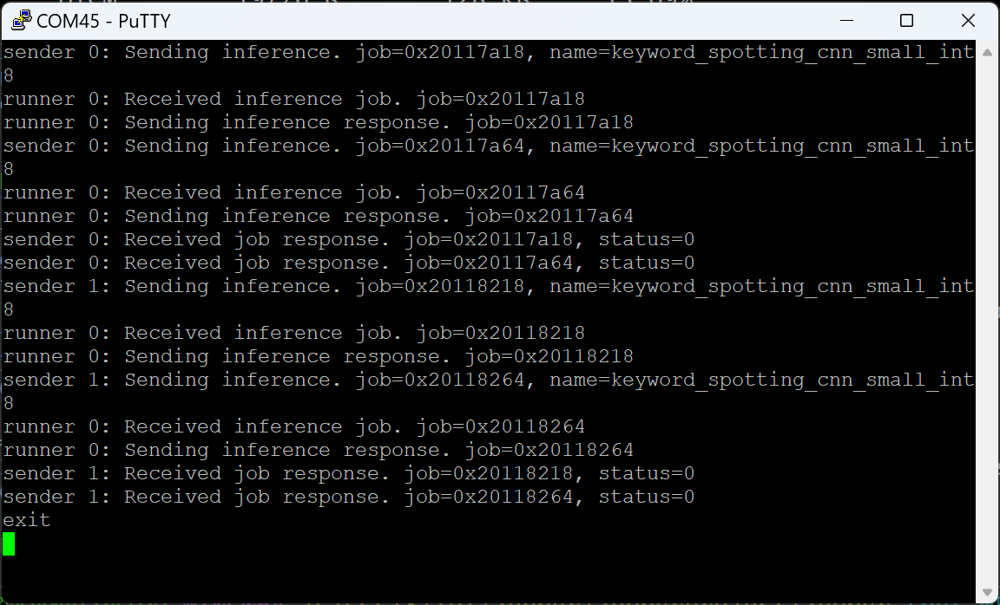 COM45 - PuTTY
sender 0: Sending inference. job=0x20117a18, name=keyword_spotting_cnn_small_int
8
runner 0: Received inference job. job=0x20117a18
runner 0: Sending inference response. job=0x20117a18
sender 0: Sending inference. job=0x20117a64, name=keyword_spotting_cnn_small_int
8
runner 0: Received inference job. job=0x20117a64
runner 0: Sending inference response. job=0x20117a64
sender 0: Received job response. job=0x20117a18, status=0
sender 0: Received job response. job=0x20117a64, status=0
sender 1: Sending inference. job=0x20118218, name=keyword_spotting_cnn_small_int
8
runner 0: Received inference job. job=0x20118218
runner 0: Sending inference response. job=0x20118218
sender 1: Sending inference. job=0x20118264, name=keyword_spotting_cnn_small_int
8
runner 0: Received inference job. job=0x20118264
runner 0: Sending inference response. job=0x20118264
sender 1: Received job response. job=0x20118218, status=0
sender 1: Received job response. job=0x20118264, status=0
exit